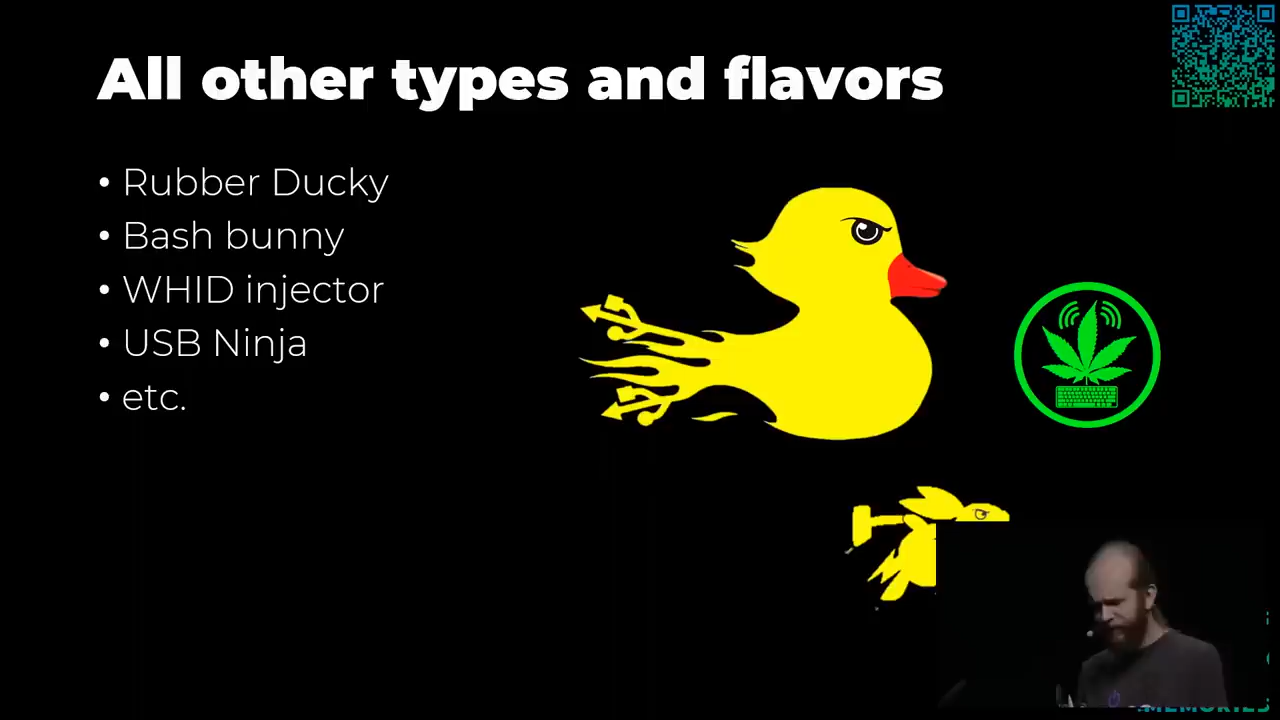 All other types and flavors
• Rubber Ducky
• Bash bunny
• WHID injector
• USB Ninja
• etc.